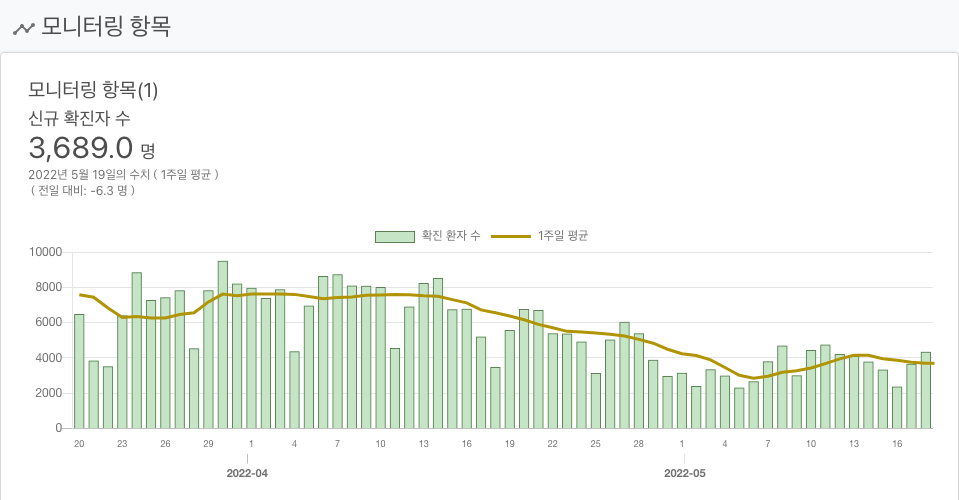 모니터링 항목
모니터링 항목(1)
신규 확진자 수
3,689.0 명
2022년 5월 19일의 수치 ( 1주일 평균 )
( 전일 대비: -6.3 명 )
확진 환자 수 1주일 평균
10000
8000
6000
4000
2000
0
20 23 26 29 1 4 7 10 13 16 19 22 25 28 1 4 7 10 13 16
2022-04 2022-05